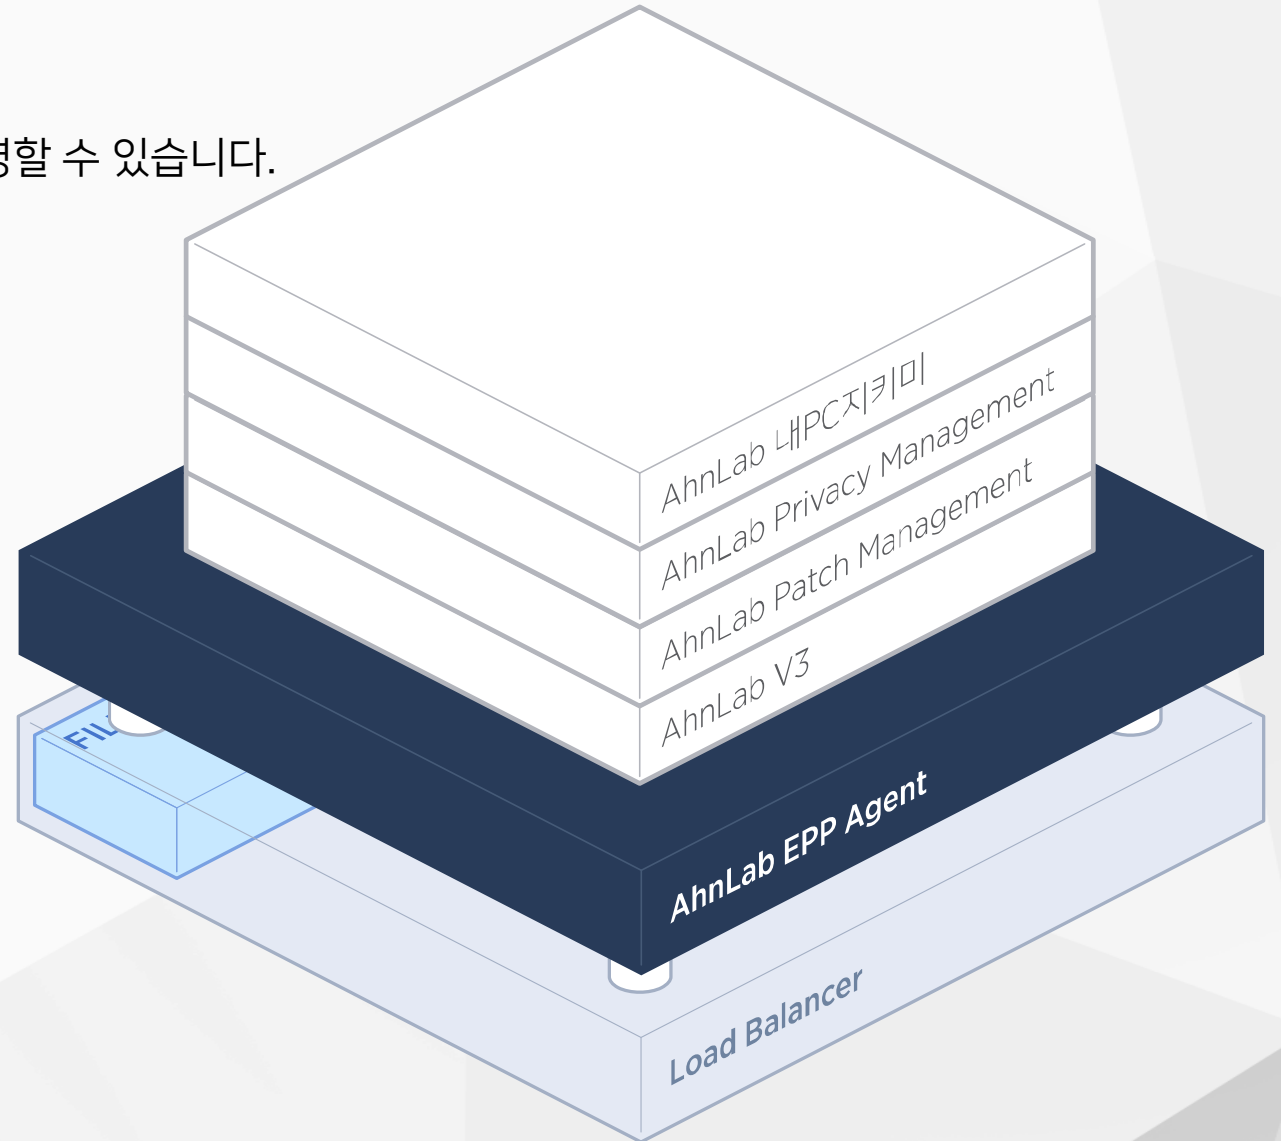 할 수 있습니다.
AhnLab 내PC지키미
AhnLab Privacy Management
AhnLab Patch Management
AhnLab V3
AhnLab EPP Agent
Load Balancer